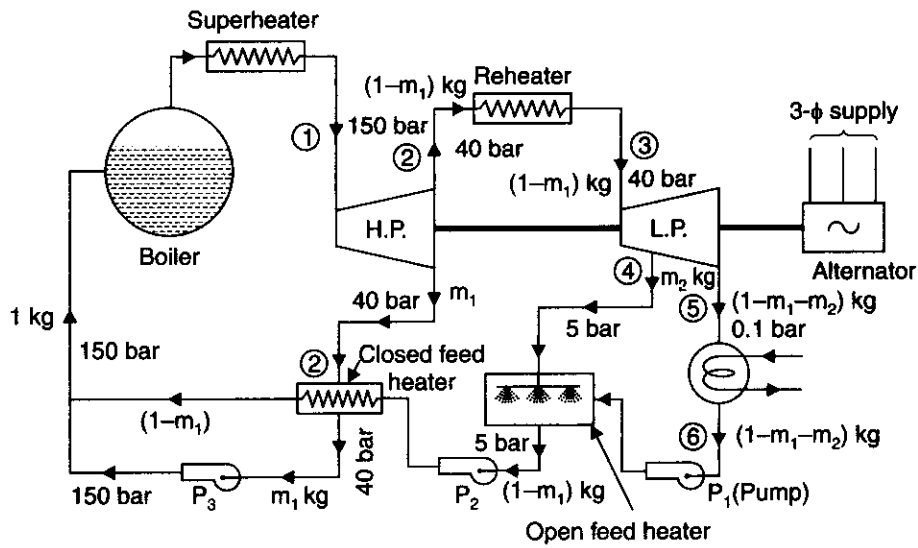 Superheater
(1–m₁) kg
Reheater
3-ϕ supply
①
150 bar
②
40 bar
③
(1–m₁) kg
40 bar
H.P.
L.P.
Boiler
Alternator
④
m₂ kg
m₁
⑤
(1–m₁–m₂) kg
40 bar
5 bar
0.1 bar
1 kg
150 bar
②
Closed feed
heater
(1–m₁)
40 bar
5 bar
⑥
(1–m₁–m₂) kg
150 bar
P₃
m₁ kg
P₂
(1–m₁) kg
P₁(Pump)
Open feed heater